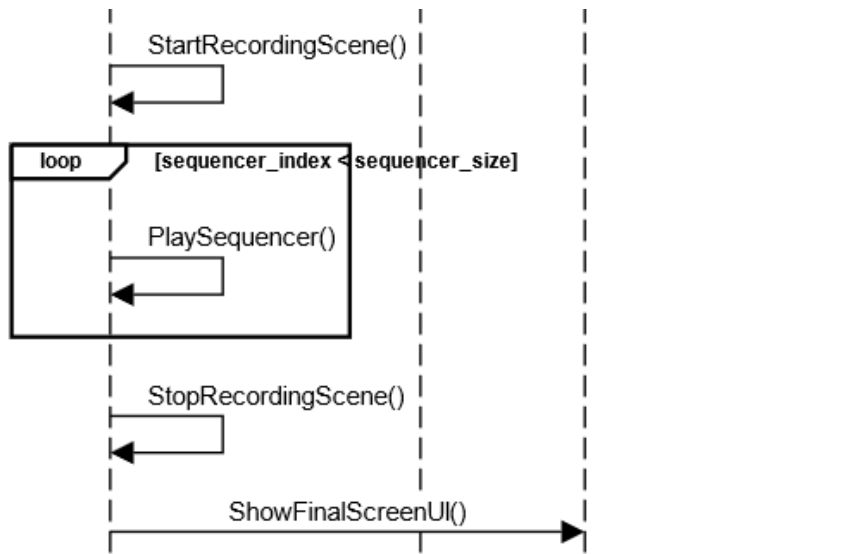 StartRecordingScene()
loop [sequencer_index < sequencer_size]
PlaySequencer()
StopRecordingScene()
ShowFinalScreenUI()